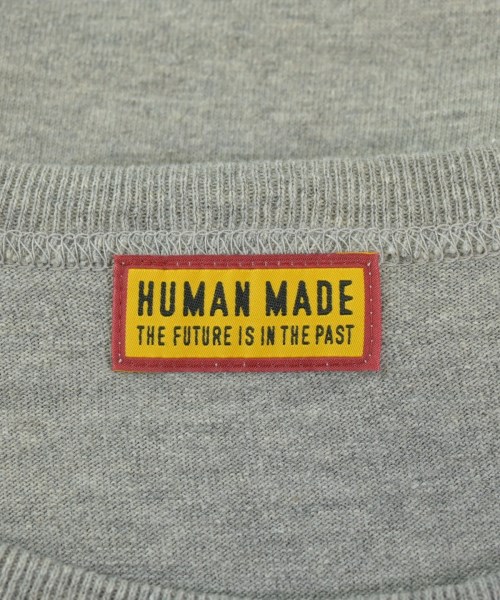 HUMAN MADE
THE FUTURE IS IN THE PAST